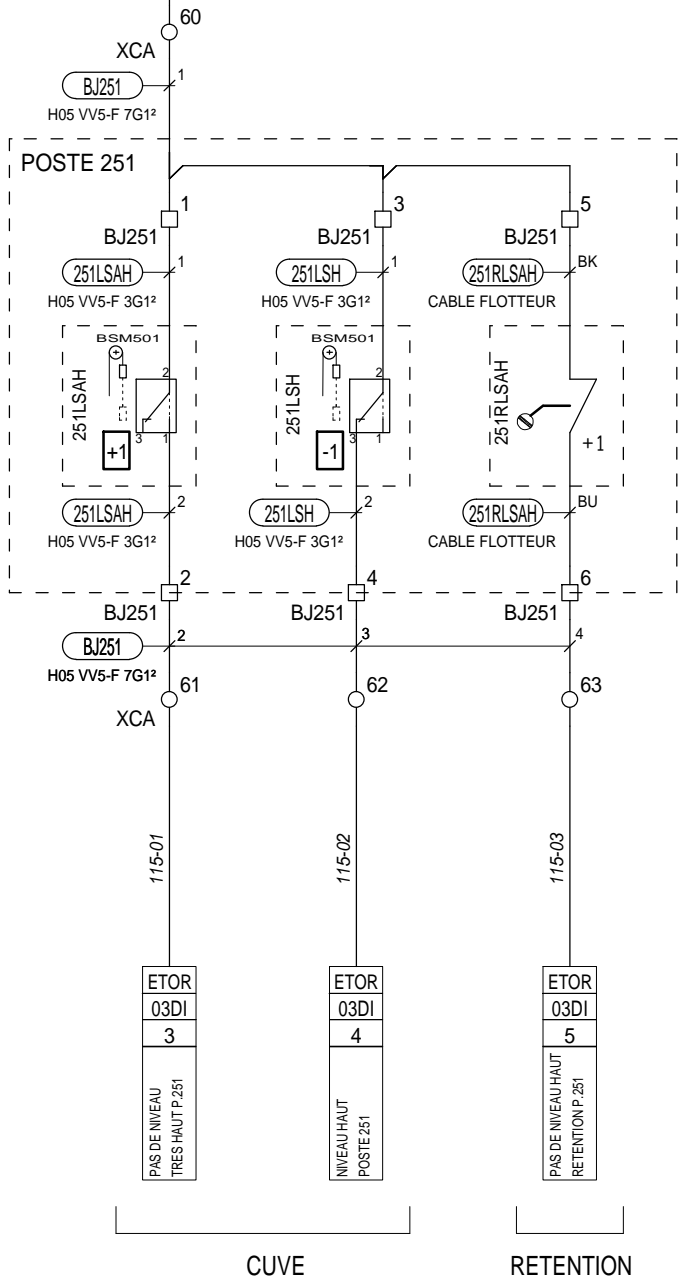 60
XCA
BJ251
1
H05 VV5-F 7G1²
POSTE 251
1
3
5
BJ251
BJ251
BJ251
251LSAH
1
251LSH
1
251RLSAH
BK
H05 VV5-F 3G1²
H05 VV5-F 3G1²
CABLE FLOTTEUR
BSM501
BSM501
251LSAH
2
3
1
+1
251LSH
2
3
1
-1
251RLSAH
+1
251LSAH
2
251LSH
2
251RLSAH
BU
H05 VV5-F 3G1²
H05 VV5-F 3G1²
CABLE FLOTTEUR
2
4
6
BJ251
BJ251
BJ251
BJ251
2
3
4
H05 VV5-F 7G1²
61
62
63
XCA
115-01
115-02
115-03
ETOR
ETOR
ETOR
03DI
03DI
03DI
3
4
5
PAS DE NIVEAU
TRES HAUT P.251
NIVEAU HAUT
POSTE 251
PAS DE NIVEAU HAUT
RETENTION P.251
CUVE
RETENTION